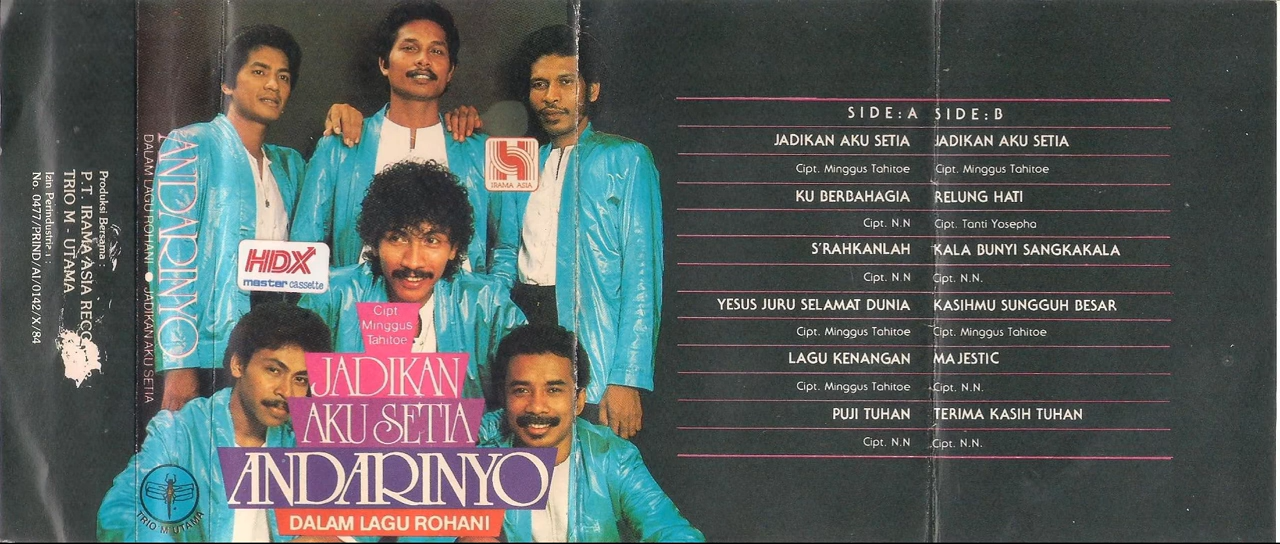 Produksi Bersama :
P.T. IRAMA ASIA RECO
TRIO M - UTAMA
Izin Perindustri
No. 0477/PRIND/AI/0142/X/84
ANDARINYO
DALAM LAGU ROHANI ● JADIKAN AKU SETIA
IRAMA ASIA
HDX
master cassette
Cipt
Minggus
Tahitoe
JADIKAN
AKU SETIA
ANDARINYO
DALAM LAGU ROHANI
TRIO M UTAMA
SIDE : A
JADIKAN AKU SETIA
Cipt. Minggus Tahitoe
KU BERBAHAGIA
Cipt. N.N
S'RAHKANLAH
Cipt. N N
YESUS JURU SELAMAT DUNIA
Cipt. Minggus Tahitoe
LAGU KENANGAN
Cipt. Minggus Tahitoe
PUJI TUHAN
Cipt. N.N
SIDE : B
JADIKAN AKU SETIA
Cipt. Minggus Tahitoe
RELUNG HATI
Cipt. Tanti Yosepha
KALA BUNYI SANGKAKALA
Cipt. N.N.
KASIHMU SUNGGUH BESAR
Cipt. Minggus Tahitoe
MAJESTIC
Cipt. N.N.
TERIMA KASIH TUHAN
Cipt. N.N.